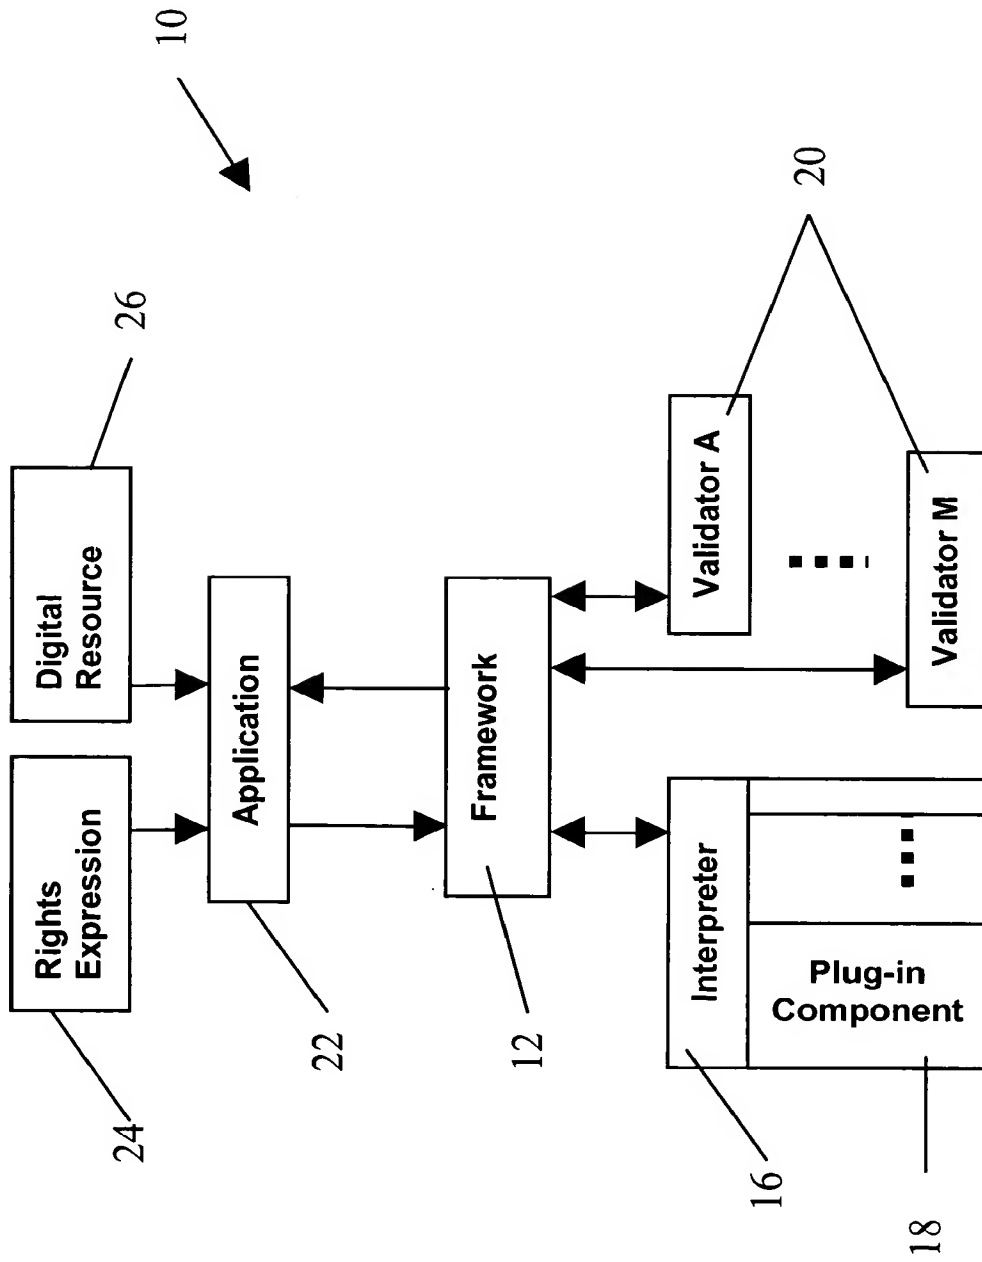 10
Digital
Resource
26
Rights
Expression
24
Application
22
Framework
12
Validator A
20
Validator M
Interpreter
16
Plug-in
Component
18